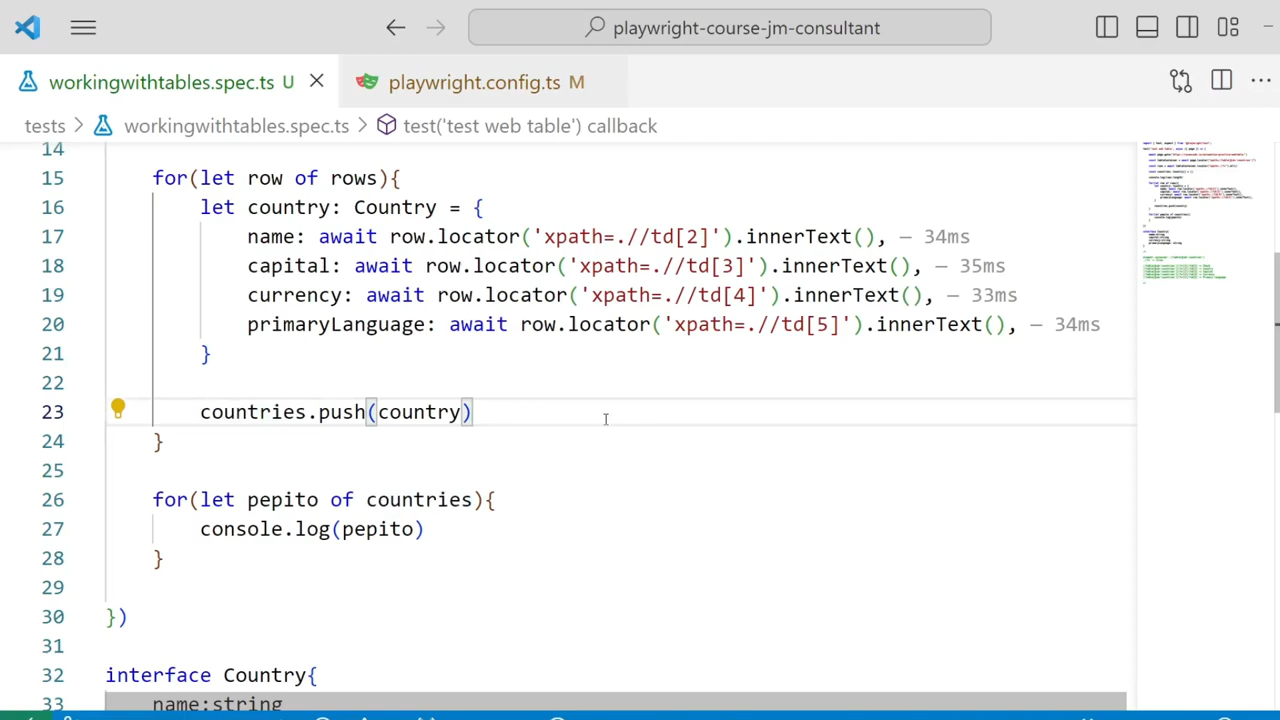 playwright-course-jm-consultant
workingwithtables.spec.ts U
playwright.config.ts M
tests > workingwithtables.spec.ts > test('test web table') callback
14
15 for(let row of rows){
16 let country: Country = {
17 name: await row.locator('xpath=.//td[2]').innerText(), — 34ms
18 capital: await row.locator('xpath=.//td[3]').innerText(), — 35ms
19 currency: await row.locator('xpath=.//td[4]').innerText(), — 33ms
20 primaryLanguage: await row.locator('xpath=.//td[5]').innerText(), — 34ms
21 }
22
23 countries.push(country)
24 }
25
26 for(let pepito of countries){
27 console.log(pepito)
28 }
29
30 })
31
32 interface Country{
33 name:string